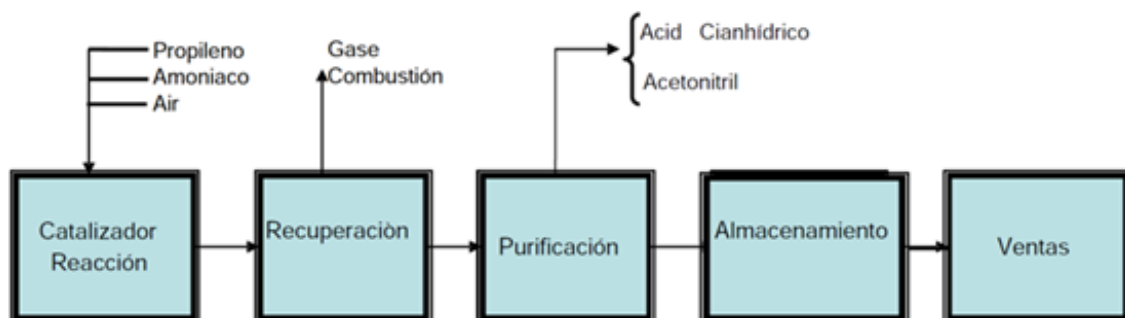 Propileno
Amoniaco
Air
Gase
Combustión
Acid Cianhídrico
Acetonitril
Catalizador
Reacción
Recuperaciòn
Purificación
Almacenamiento
Ventas